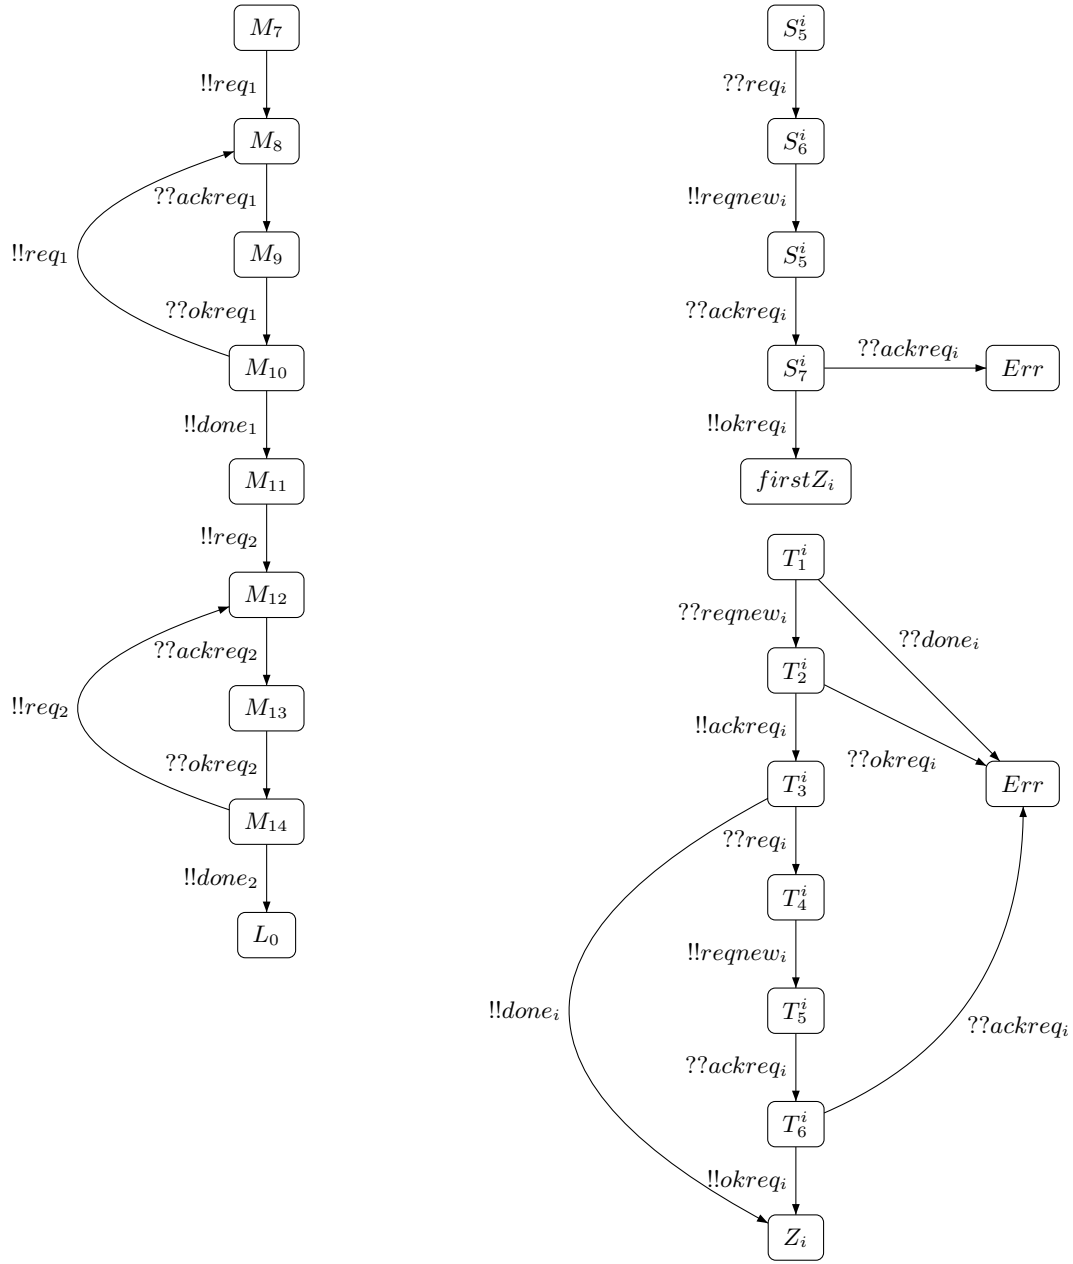 M₇
!!req₁
M₈
??ackreq₁
M₉
!!req₁
??okreq₁
M₁₀
!!done₁
M₁₁
!!req₂
M₁₂
??ackreq₂
M₁₃
!!req₂
??okreq₂
M₁₄
!!done₂
L₀
S₅ⁱ
??reqᵢ
S₆ⁱ
!!reqnewᵢ
S₅ⁱ
??ackreqᵢ
S₇ⁱ
??ackreqᵢ
Err
!!okreqᵢ
firstZᵢ
T₁ⁱ
??reqnewᵢ
??doneᵢ
T₂ⁱ
!!ackreqᵢ
??okreqᵢ
T₃ⁱ
Err
??reqᵢ
T₄ⁱ
!!reqnewᵢ
T₅ⁱ
!!doneᵢ
??ackreqᵢ
??ackreqᵢ
T₆ⁱ
!!okreqᵢ
Zᵢ